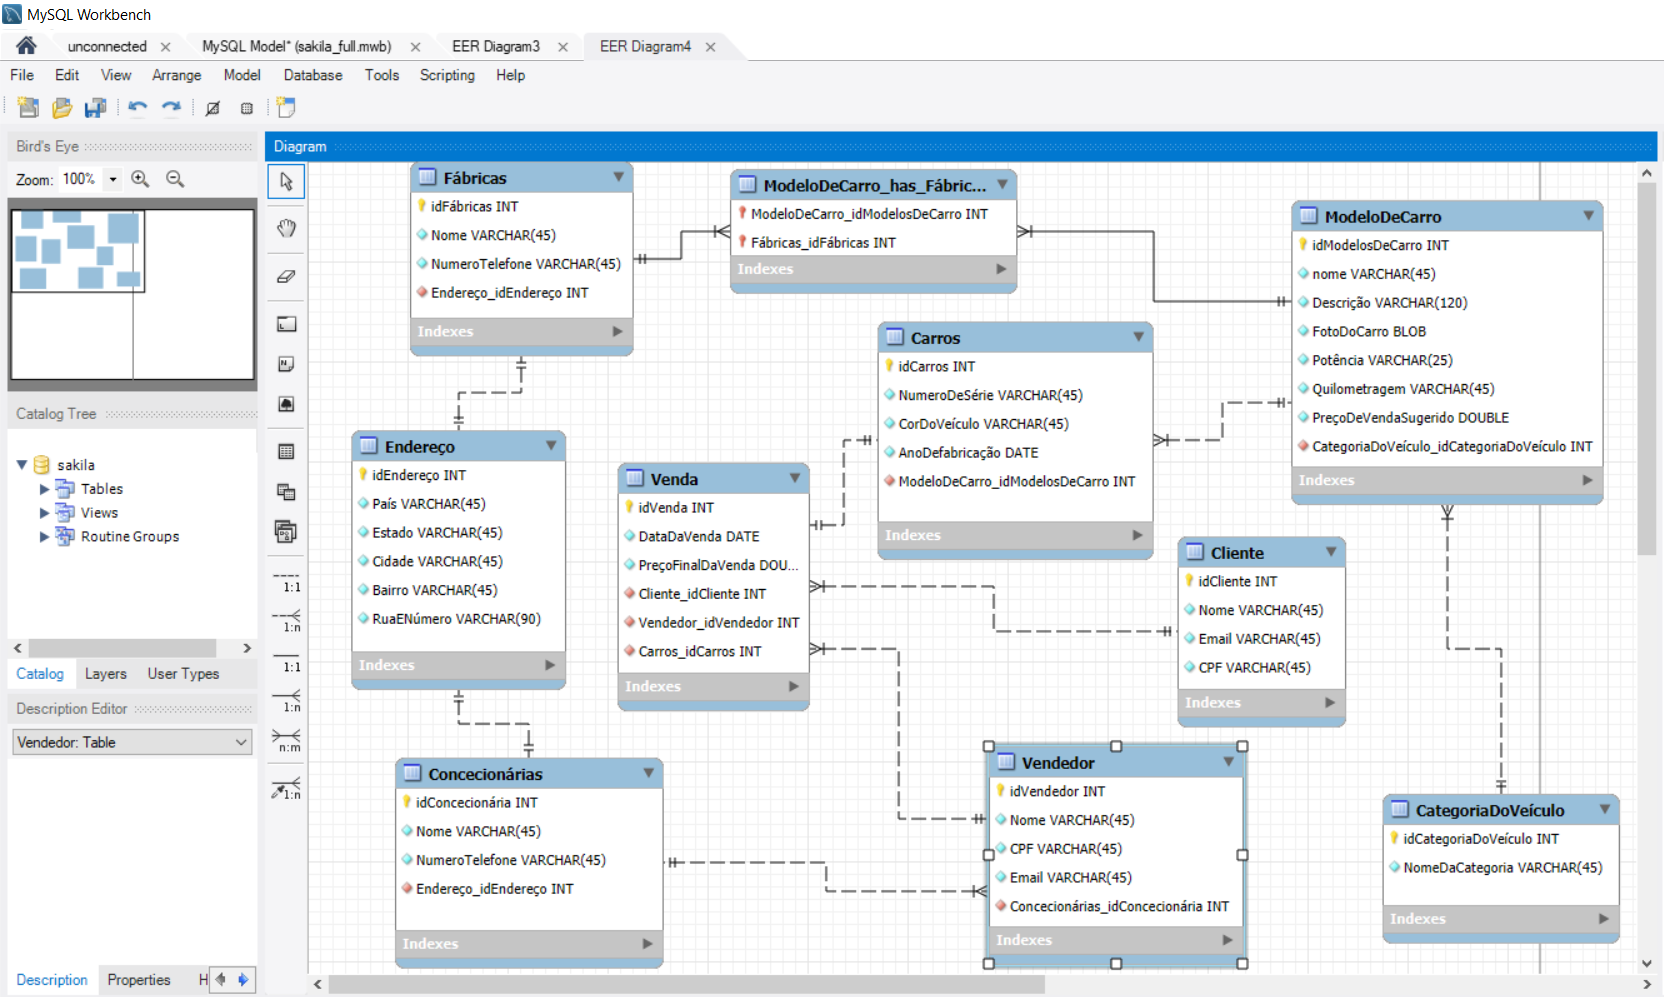 MySQL Workbench
unconnected
MySQL Model* (sakila_full.mwb)
EER Diagram3
EER Diagram4
File Edit View Arrange Model Database Tools Scripting Help
Bird's Eye
Zoom: 100%
Catalog Tree
sakila
Tables
Views
Routine Groups
Catalog Layers User Types
Description Editor
Vendedor: Table
Description Properties H
1:1
1:n
1:1
1:n
n:m
1:n
Diagram
Fábricas
idFábricas INT
Nome VARCHAR(45)
NumeroTelefone VARCHAR(45)
Endereço_idEndereço INT
Indexes
ModeloDeCarro_has_Fábric...
ModeloDeCarro_idModelosDeCarro INT
Fábricas_idFábricas INT
Indexes
ModeloDeCarro
idModelosDeCarro INT
nome VARCHAR(45)
Descrição VARCHAR(120)
FotoDoCarro BLOB
Potência VARCHAR(25)
Quilometragem VARCHAR(45)
PreçoDeVendaSugerido DOUBLE
CategoriaDoVeículo_idCategoriaDoVeículo INT
Indexes
Carros
idCarros INT
NumeroDeSérie VARCHAR(45)
CorDoVeículo VARCHAR(45)
AnoDefabricação DATE
ModeloDeCarro_idModelosDeCarro INT
Indexes
Endereço
idEndereço INT
País VARCHAR(45)
Estado VARCHAR(45)
Cidade VARCHAR(45)
Bairro VARCHAR(45)
RuaENúmero VARCHAR(90)
Indexes
Venda
idVenda INT
DataDaVenda DATE
PreçoFinalDaVenda DOU...
Cliente_idCliente INT
Vendedor_idVendedor INT
Carros_idCarros INT
Indexes
Cliente
idCliente INT
Nome VARCHAR(45)
Email VARCHAR(45)
CPF VARCHAR(45)
Indexes
Concecionárias
idConcecionária INT
Nome VARCHAR(45)
NumeroTelefone VARCHAR(45)
Endereço_idEndereço INT
Indexes
Vendedor
idVendedor INT
Nome VARCHAR(45)
CPF VARCHAR(45)
Email VARCHAR(45)
Concecionárias_idConcecionária INT
Indexes
CategoriaDoVeículo
idCategoriaDoVeículo INT
NomeDaCategoria VARCHAR(45)
Indexes